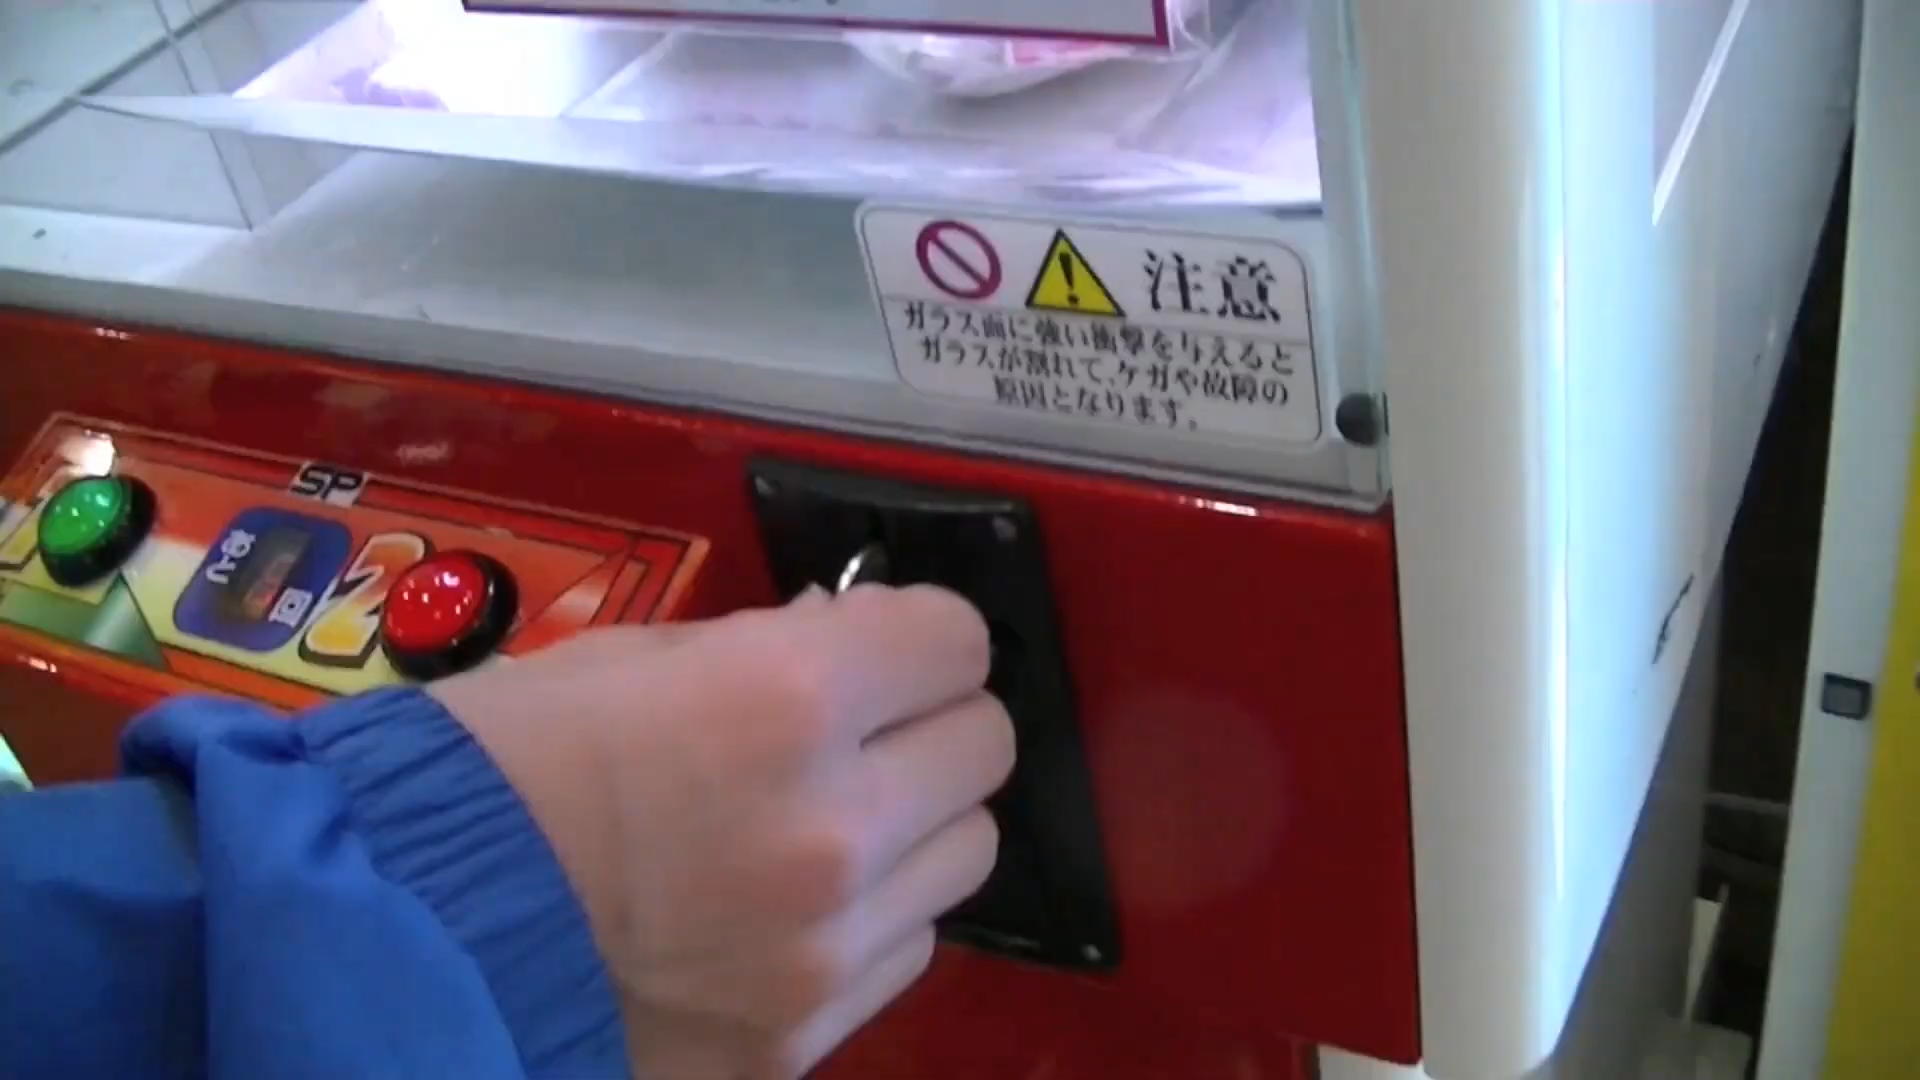 注意
ガラス面に強い衝撃を与えると
ガラスが割れて、ケガや故障の
原因となります。
SP
あと
回
2